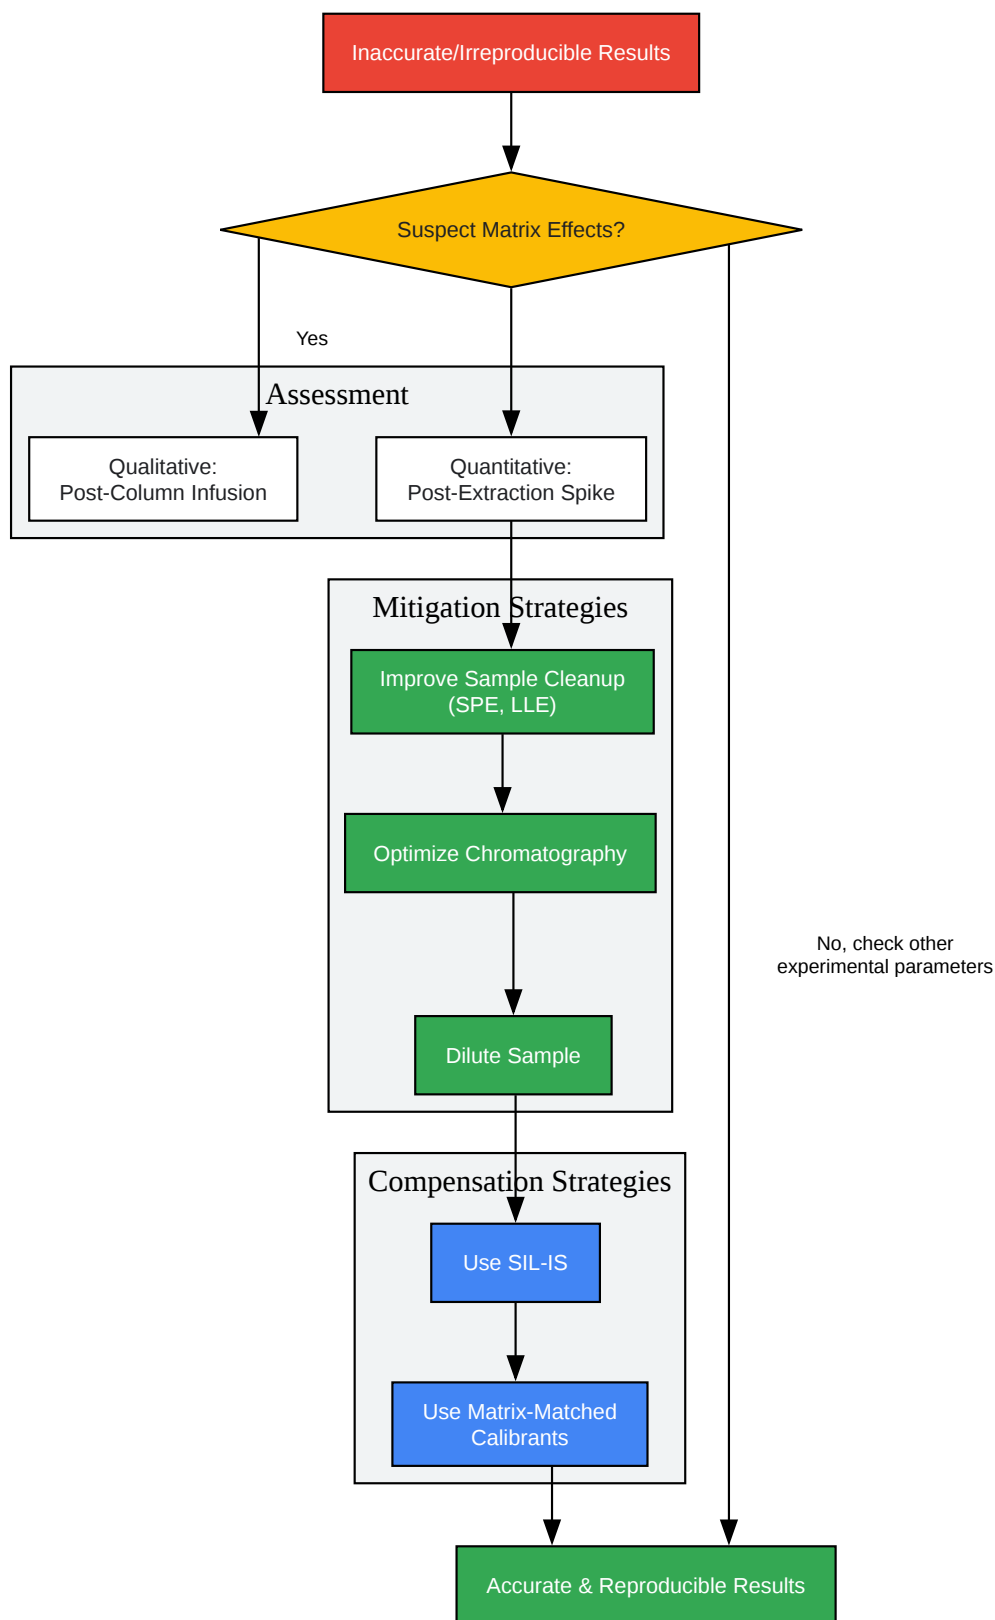 Inaccurate/Irreproducible Results
Suspect Matrix Effects?
Yes
Assessment
Qualitative:
Post-Column Infusion
Quantitative:
Post-Extraction Spike
Mitigation Strategies
Improve Sample Cleanup
(SPE, LLE)
Optimize Chromatography
No, check other
experimental parameters
Dilute Sample
Compensation Strategies
Use SIL-IS
Use Matrix-Matched
Calibrants
Accurate & Reproducible Results